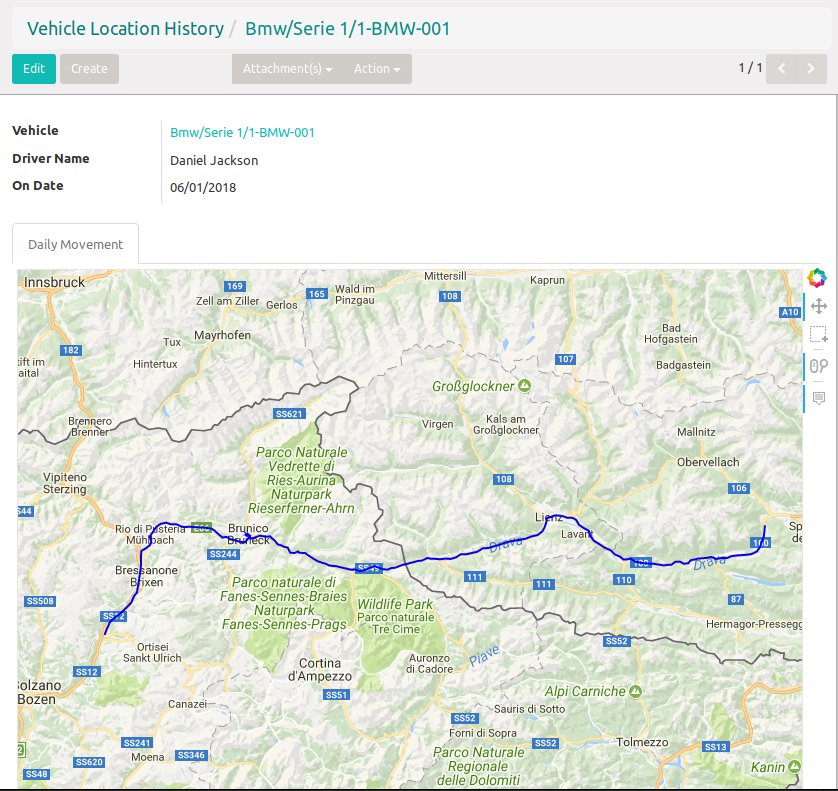 Vehicle Location History / Bmw/Serie 1/1-BMW-001
Edit Create Attachment(s) Action 1 / 1
Vehicle Bmw/Serie 1/1-BMW-001
Driver Name Daniel Jackson
On Date 06/01/2018
Daily Movement
Innsbruck
169
165
Wald im
Pinzgau
Mittersill
108
Kaprun
Zell am Ziller
Gerlos
A10
Mayrhofen
Tux
Hintertux
182
Bad
Hofgastein
107
Badgastein
Großglockner
SS621
Brennero
Brenner
Virgen
Kals am
Großglockner
Mallnitz
Parco Naturale
Vedrette di
Ries-Aurina
Naturpark
Rieserferner-Ahrn
Obervellach
Vipiteno
Sterzing
108
106
S44
Rio di Pusteria
Mühlbach
Brunico
Bruneck
SS244
Lienz
Lavant
Drava
100
Drava
Bressanone
Brixen
Parco naturale di
Fanes-Sennes-Braies
Naturpark
Fanes-Sennes-Prags
111
111
110
87
SS508
Wildlife Park
Parco naturale
Tre Cime
SS12
Hermagor-Pressegg
Ortisei
Sankt Ulrich
SS52
SS12
Cortina
d'Ampezzo
Auronzo
di Cadore
Piave
Bolzano
Bozen
SS51
Alpi Carniche
Canazei
Sauris di Sotto
SS52
Forni di Sopra
SS241
SS52
Tolmezzo
SS13
Moena
SS346
SS620
Parco Naturale
Regionale
delle Dolomiti
Kanin
SS48